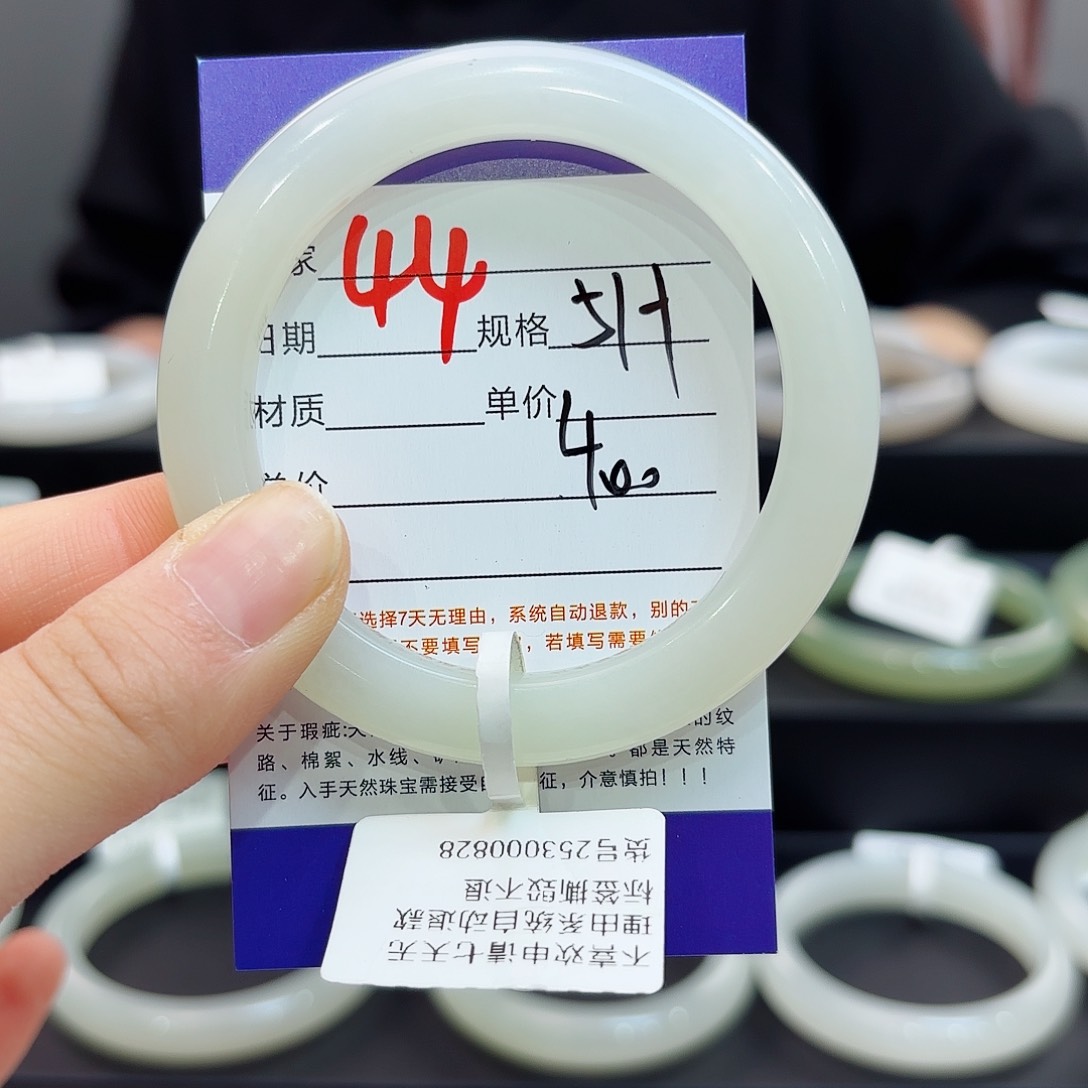 家 44
日期 规格 54
材质 单价
单价 400
选择7天无理由，系统自动退款，别的
不要填写 ，若填写需要
关于瑕疵:天 的纹
路、棉絮、水线、矿 都是天然特
征。入手天然珠宝需接受 征，介意慎拍！！！
不喜欢申请七天无
理由系统自动退款
标签撕毁不退
货号253000828